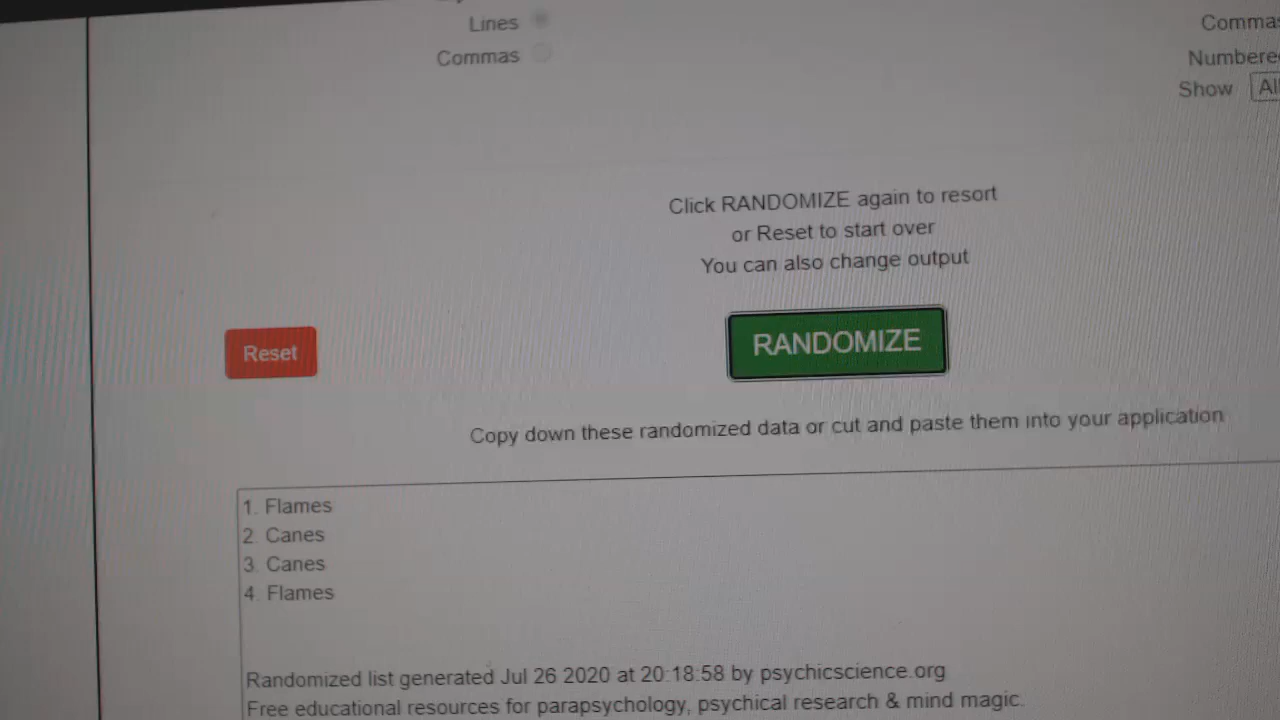 Lines
Commas
Commas
Numbered
Show All
Click RANDOMIZE again to resort
or Reset to start over
You can also change output
Reset
RANDOMIZE
Copy down these randomized data or cut and paste them into your application
1. Flames
2. Canes
3. Canes
4. Flames
Randomized list generated Jul 26 2020 at 20:18:58 by psychicscience.org
Free educational resources for parapsychology, psychical research & mind magic.